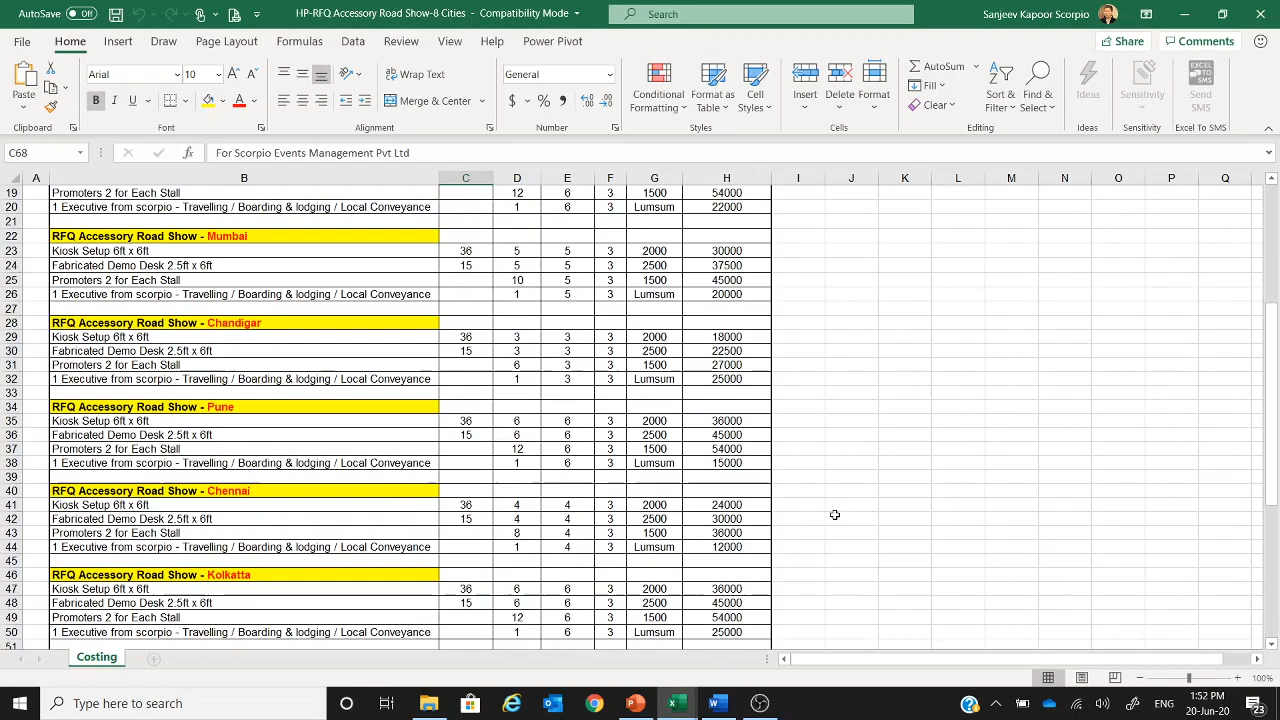 AutoSave Off HP-RFQ Accessory Road Show-8 Cities - Compatibility Mode Search Sanjeev Kapoor Scorpio
File Home Insert Draw Page Layout Formulas Data Review View Help Power Pivot Share Comments
Paste Arial 10 Wrap Text General Conditional Formatting Format as Table Cell Styles Insert Delete Format AutoSum Sort & Filter Find & Select Ideas Sensitivity Send SMS
B I U Merge & Center $ % Fill Clear
Clipboard Font Alignment Number Styles Cells Editing Ideas Sensitivity Excel To SMS
C68 fx For Scorpio Events Management Pvt Ltd
A B C D E F G H I J K L M N O P Q
19 Promoters 2 for Each Stall 12 6 3 1500 54000
20 1 Executive from scorpio - Travelling / Boarding & lodging / Local Conveyance 1 6 3 Lumsum 22000
21
22 RFQ Accessory Road Show - Mumbai
23 Kiosk Setup 6ft x 6ft 36 5 5 3 2000 30000
24 Fabricated Demo Desk 2.5ft x 6ft 15 5 5 3 2500 37500
25 Promoters 2 for Each Stall 10 5 3 1500 45000
26 1 Executive from scorpio - Travelling / Boarding & lodging / Local Conveyance 1 5 3 Lumsum 20000
27
28 RFQ Accessory Road Show - Chandigar
29 Kiosk Setup 6ft x 6ft 36 3 3 3 2000 18000
30 Fabricated Demo Desk 2.5ft x 6ft 15 3 3 3 2500 22500
31 Promoters 2 for Each Stall 6 3 3 1500 27000
32 1 Executive from scorpio - Travelling / Boarding & lodging / Local Conveyance 1 3 3 Lumsum 25000
33
34 RFQ Accessory Road Show - Pune
35 Kiosk Setup 6ft x 6ft 36 6 6 3 2000 36000
36 Fabricated Demo Desk 2.5ft x 6ft 15 6 6 3 2500 45000
37 Promoters 2 for Each Stall 12 6 3 1500 54000
38 1 Executive from scorpio - Travelling / Boarding & lodging / Local Conveyance 1 6 3 Lumsum 15000
39
40 RFQ Accessory Road Show - Chennai
41 Kiosk Setup 6ft x 6ft 36 4 4 3 2000 24000
42 Fabricated Demo Desk 2.5ft x 6ft 15 4 4 3 2500 30000
43 Promoters 2 for Each Stall 8 4 3 1500 36000
44 1 Executive from scorpio - Travelling / Boarding & lodging / Local Conveyance 1 4 3 Lumsum 12000
45
46 RFQ Accessory Road Show - Kolkatta
47 Kiosk Setup 6ft x 6ft 36 6 6 3 2000 36000
48 Fabricated Demo Desk 2.5ft x 6ft 15 6 6 3 2500 45000
49 Promoters 2 for Each Stall 12 6 3 1500 54000
50 1 Executive from scorpio - Travelling / Boarding & lodging / Local Conveyance 1 6 3 Lumsum 25000
51
Costing
100%
Type here to search
1:52 PM
20-Jun-20
23